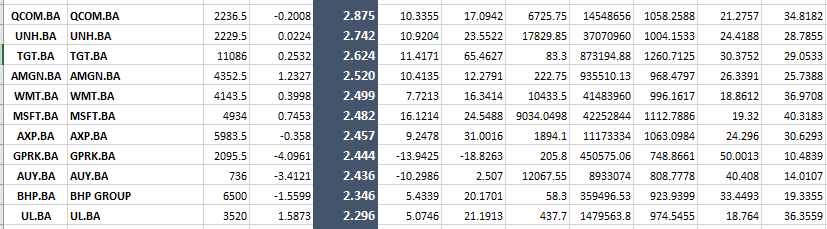 QCOM.BA QCOM.BA 2236.5 -0.2008 2.875 10.3355 17.0942 6725.75 14548656 1058.2588 21.2757 34.8182
UNH.BA UNH.BA 2229.5 0.0224 2.742 10.9204 23.5522 17829.85 37070960 1004.1533 24.4188 28.7855
TGT.BA TGT.BA 11086 0.2532 2.624 11.4171 65.4627 83.3 873194.88 1260.7125 30.3752 29.0533
AMGN.BA AMGN.BA 4352.5 1.2327 2.520 10.4135 12.2791 222.75 935510.13 968.4797 26.3391 25.7388
WMT.BA WMT.BA 4143.5 0.3998 2.499 7.7213 16.3414 10433.5 41483960 996.1617 18.8612 36.9708
MSFT.BA MSFT.BA 4934 0.7453 2.482 16.1214 24.5488 9034.0498 42252844 1112.7886 19.32 40.3183
AXP.BA AXP.BA 5983.5 -0.358 2.457 9.2478 31.0016 1894.1 11173334 1063.0984 24.296 30.6293
GPRK.BA GPRK.BA 2095.5 -4.0961 2.444 -13.9425 -18.8263 205.8 450575.06 748.8661 50.0013 10.4839
AUY.BA AUY.BA 736 -3.4121 2.436 -10.2986 2.507 12067.55 8933074 808.7778 40.408 14.0107
BHP.BA BHP GROUP 6500 -1.5599 2.346 5.4339 20.1701 58.3 359496.53 923.9399 33.4493 19.3355
UL.BA UL.BA 3520 1.5873 2.296 5.0746 21.1913 437.7 1479563.8 974.5455 18.764 36.3559